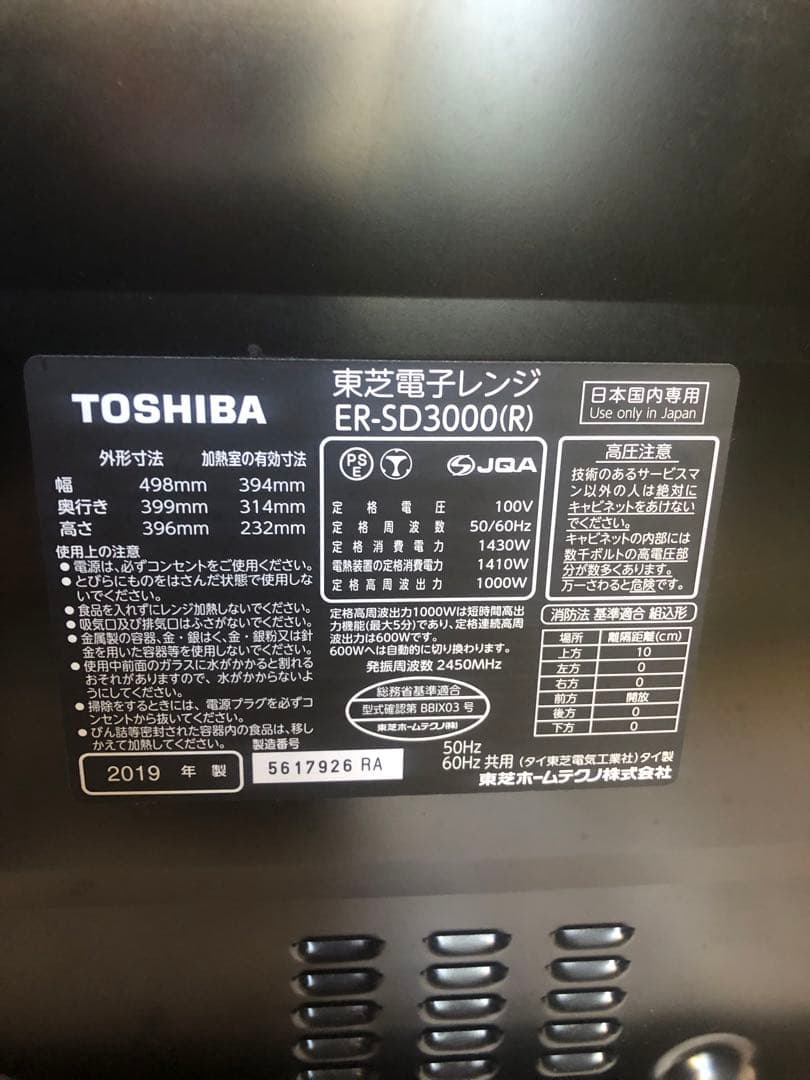 TOSHIBA
東芝電子レンジ
ER-SD3000(R)
日本国内専用
Use only in Japan
外形寸法 加熱室の有効寸法
幅 498mm 394mm
奥行き 399mm 314mm
高さ 396mm 232mm
使用上の注意
●電源は、必ずコンセントをご使用ください。
●とびらにものをはさんだ状態で使用しな
いでください。
●食品を入れずにレンジ加熱しないでください。
●吸気口及び排気口はふさがないでください。
●金属製の容器、金・銀はく、金・銀粉又は針
金を用いた容器等を使用しないでください。
●使用中前面のガラスに水がかかると割れる
おそれがありますので、水がかからないよ
うにしてください。
●掃除をするときには、電源プラグを必ずコ
ンセントから抜いてください。
●びん詰等密封された容器内の食品は、移し
かえて加熱してください。
2019 年 製
製造番号
5617926 RA
PSE
JQA
定格電圧 100V
定格周波数 50/60Hz
定格消費電力 1430W
電熱装置の定格消費電力 1410W
定格高周波出力 1000W
定格高周波出力1000Wは短時間高出
力機能(最大5分)であり、定格連続高周
波出力は600Wです。
600Wへは自動的に切り換わります。
発振周波数 2450MHz
総務省基準適合
型式確認第 BBIX03 号
東芝ホームテクノ(株)
高圧注意
技術のあるサービスマ
ン以外の人は絶対に
キャビネットをあけない
でください。
キャビネットの内部には
数千ボルトの高電圧部
分が数多くあります。
万一さわると危険です。
消防法 基準適合 組込形
場所 離隔距離(cm)
上方 10
左方 0
右方 0
前方 開放
後方 0
下方 0
50Hz
60Hz 共用 (タイ東芝電気工業社)タイ製
東芝ホームテクノ株式会社